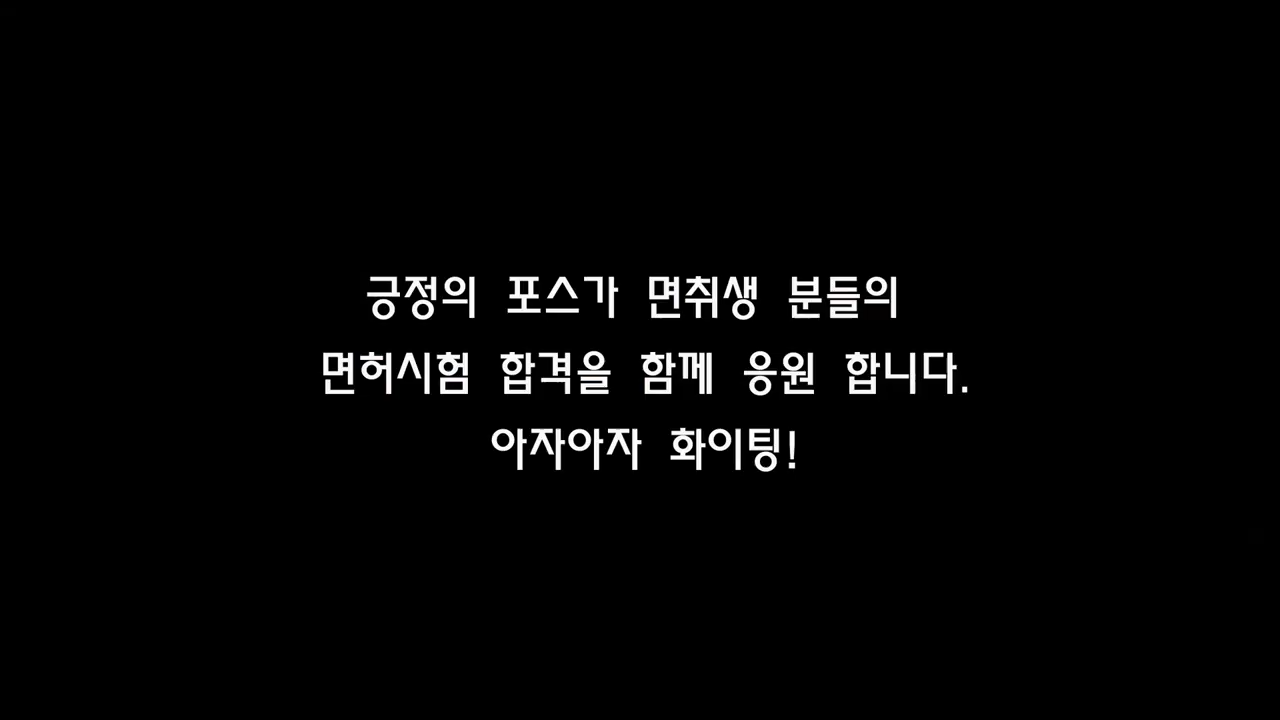 긍정의 포스가 면취생 분들의
면허시험 합격을 함께 응원 합니다.
아자아자 화이팅!